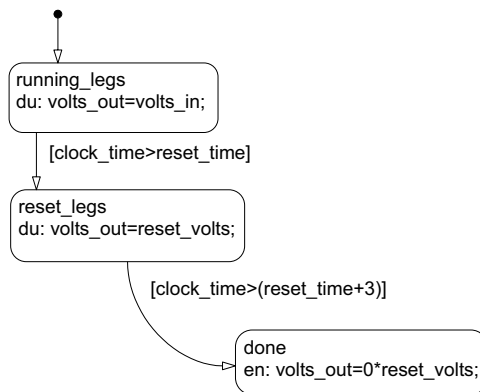 running_legs
du: volts_out=volts_in;
[clock_time>reset_time]
reset_legs
du: volts_out=reset_volts;
[clock_time>(reset_time+3)]
done
en: volts_out=0*reset_volts;